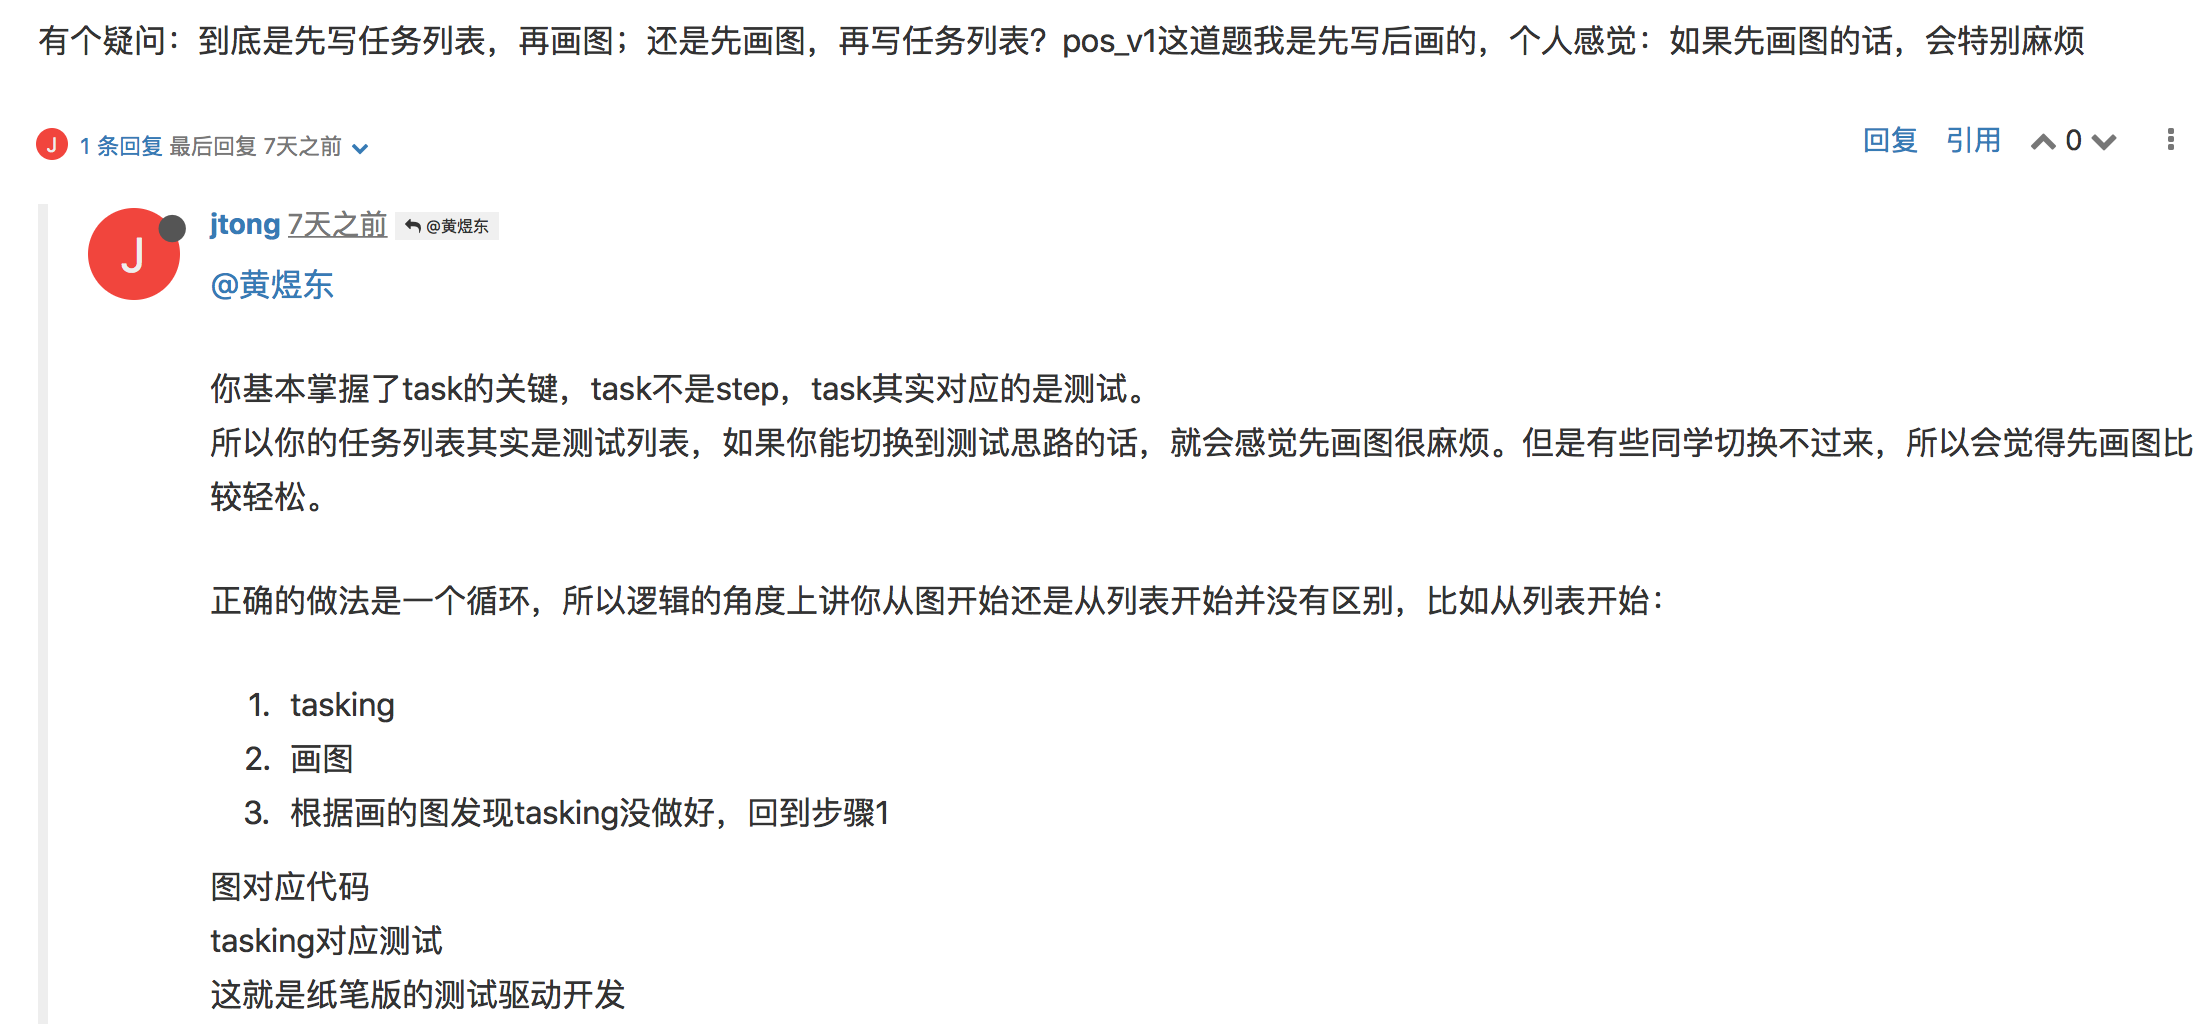 有个疑问：到底是先写任务列表，再画图；还是先画图，再写任务列表？pos_v1这道题我是先写后画的，个人感觉：如果先画图的话，会特别麻烦
J 1 条回复 最后回复 7天之前
回复 引用 0
J
jtong 7天之前 @黄煜东
@黄煜东
你基本掌握了task的关键，task不是step，task其实对应的是测试。
所以你的任务列表其实是测试列表，如果你能切换到测试思路的话，就会感觉先画图很麻烦。但是有些同学切换不过来，所以会觉得先画图比
较轻松。
正确的做法是一个循环，所以逻辑的角度上讲你从图开始还是从列表开始并没有区别，比如从列表开始：
1. tasking
2. 画图
3. 根据画的图发现tasking没做好，回到步骤1
图对应代码
tasking对应测试
这就是纸笔版的测试驱动开发